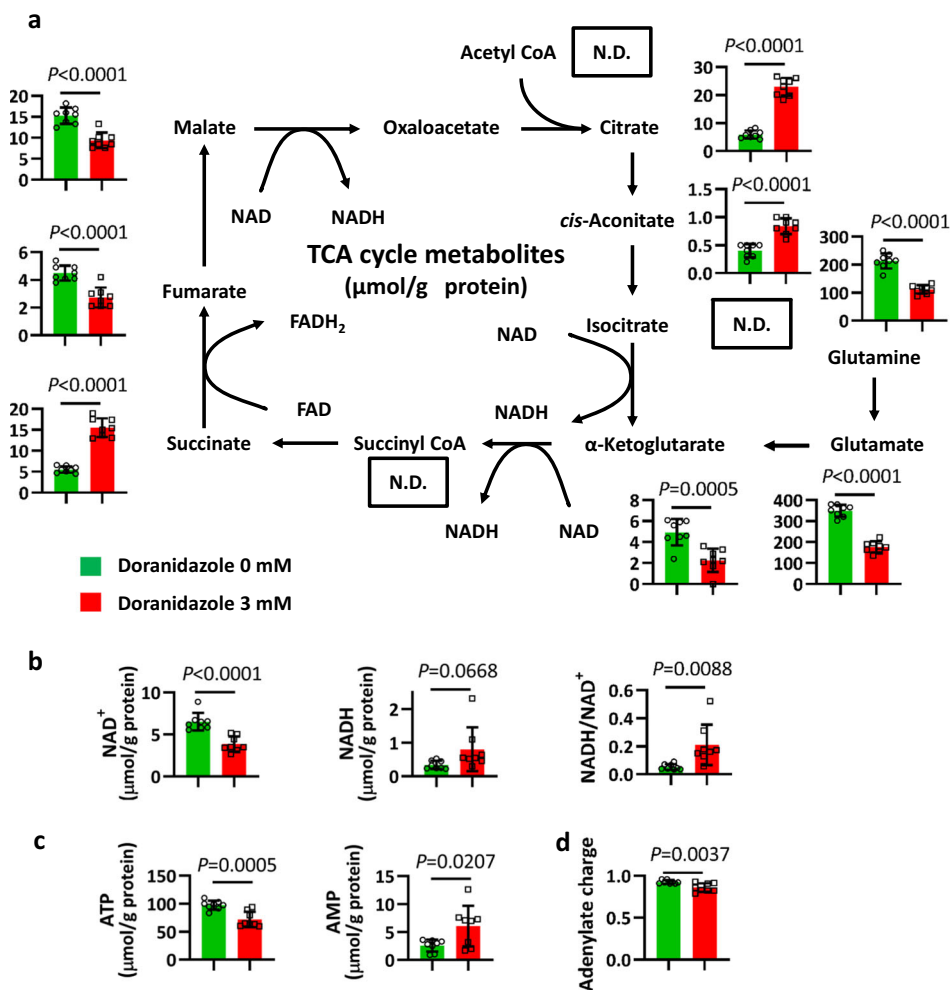 a
Acetyl CoA
N.D.
P<0.0001
30
20
10
0
P<0.0001
20
15
10
5
0
Malate
Oxaloacetate
Citrate
NAD
NADH
cis-Aconitate
P<0.0001
1.5
1.0
0.5
0.0
P<0.0001
300
200
100
0
P<0.0001
6
4
2
0
TCA cycle metabolites
(μmol/g protein)
Fumarate
FADH2
NAD
Isocitrate
N.D.
Glutamine
P<0.0001
20
15
10
5
0
FAD
NADH
Succinate
Succinyl CoA
α-Ketoglutarate
Glutamate
N.D.
NADH
NAD
P=0.0005
8
6
4
2
0
P<0.0001
400
300
200
100
0
Doranidazole 0 mM
Doranidazole 3 mM
b
NAD+
(μmol/g protein)
P<0.0001
10
5
0
NADH
(μmol/g protein)
P=0.0668
2
1
0
NADH/NAD+
P=0.0088
0.6
0.4
0.2
0.0
c
ATP
(μmol/g protein)
P=0.0005
150
100
50
0
AMP
(μmol/g protein)
P=0.0207
15
10
5
0
d
Adenylate charge
P=0.0037
1.0
0.5
0.0